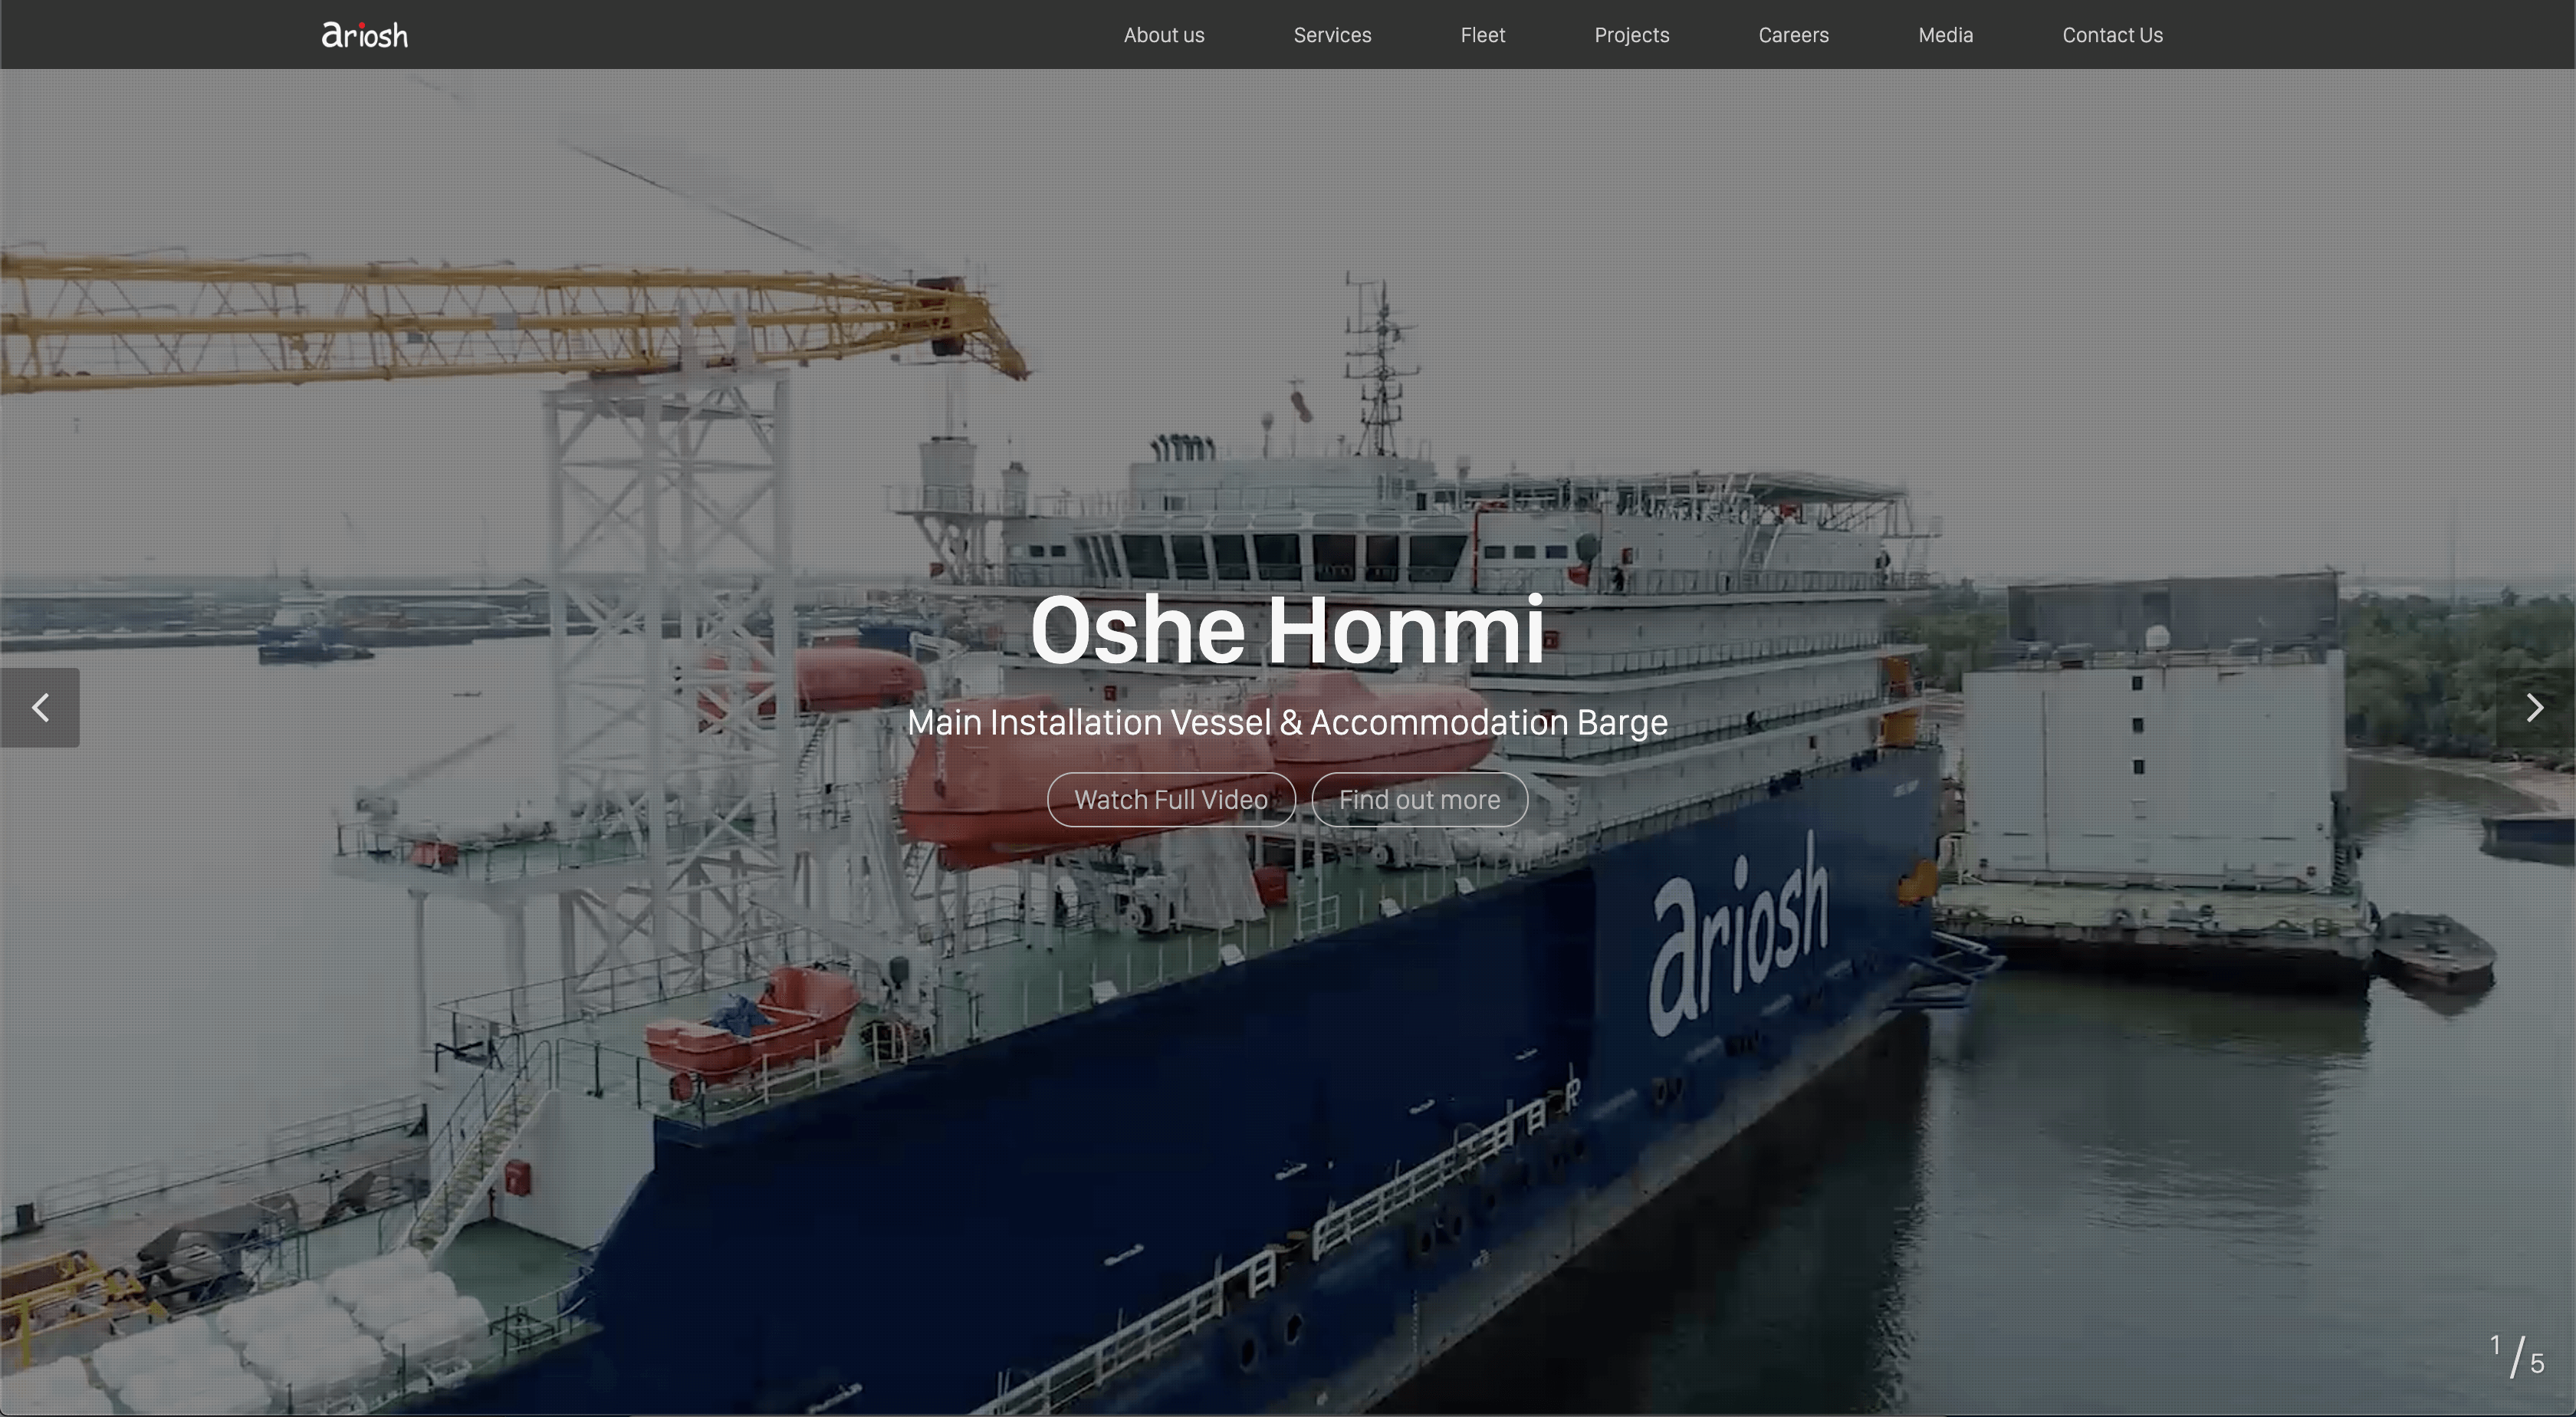 ariosh
About us
Services
Fleet
Projects
Careers
Media
Contact Us
Oshe Honmi
Main Installation Vessel & Accommodation Barge
Watch Full Video
Find out more
ariosh
1/5